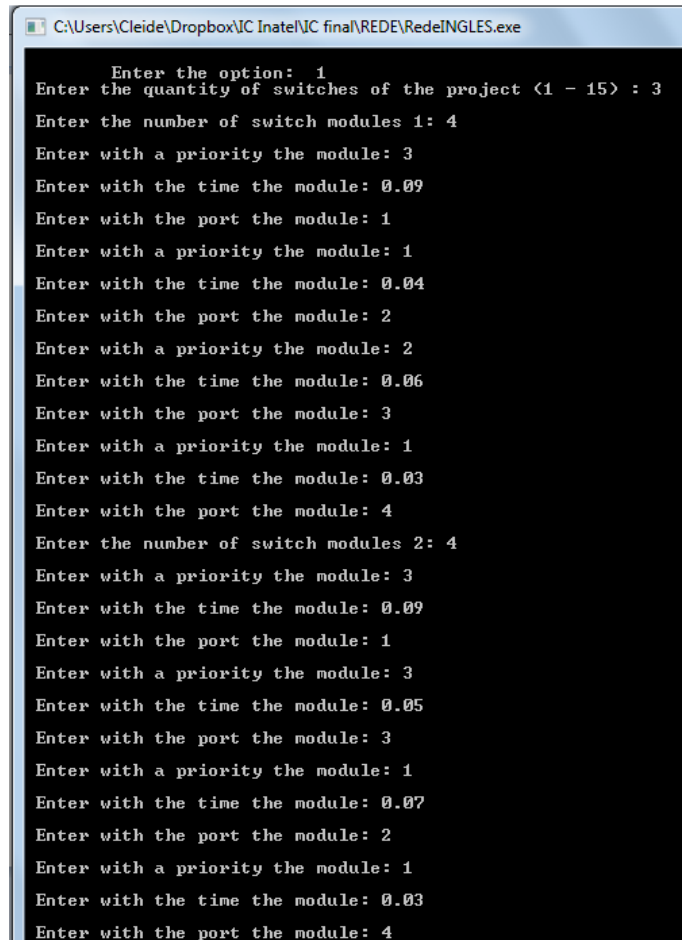 C:\Users\Cleide\Dropbox\IC Inatel\IC final\REDE\RedeINGLES.exe
Enter the option: 1
Enter the quantity of switches of the project (1 - 15) : 3
Enter the number of switch modules 1: 4
Enter with a priority the module: 3
Enter with the time the module: 0.09
Enter with the port the module: 1
Enter with a priority the module: 1
Enter with the time the module: 0.04
Enter with the port the module: 2
Enter with a priority the module: 2
Enter with the time the module: 0.06
Enter with the port the module: 3
Enter with a priority the module: 1
Enter with the time the module: 0.03
Enter with the port the module: 4
Enter the number of switch modules 2: 4
Enter with a priority the module: 3
Enter with the time the module: 0.09
Enter with the port the module: 1
Enter with a priority the module: 3
Enter with the time the module: 0.05
Enter with the port the module: 3
Enter with a priority the module: 1
Enter with the time the module: 0.07
Enter with the port the module: 2
Enter with a priority the module: 1
Enter with the time the module: 0.03
Enter with the port the module: 4